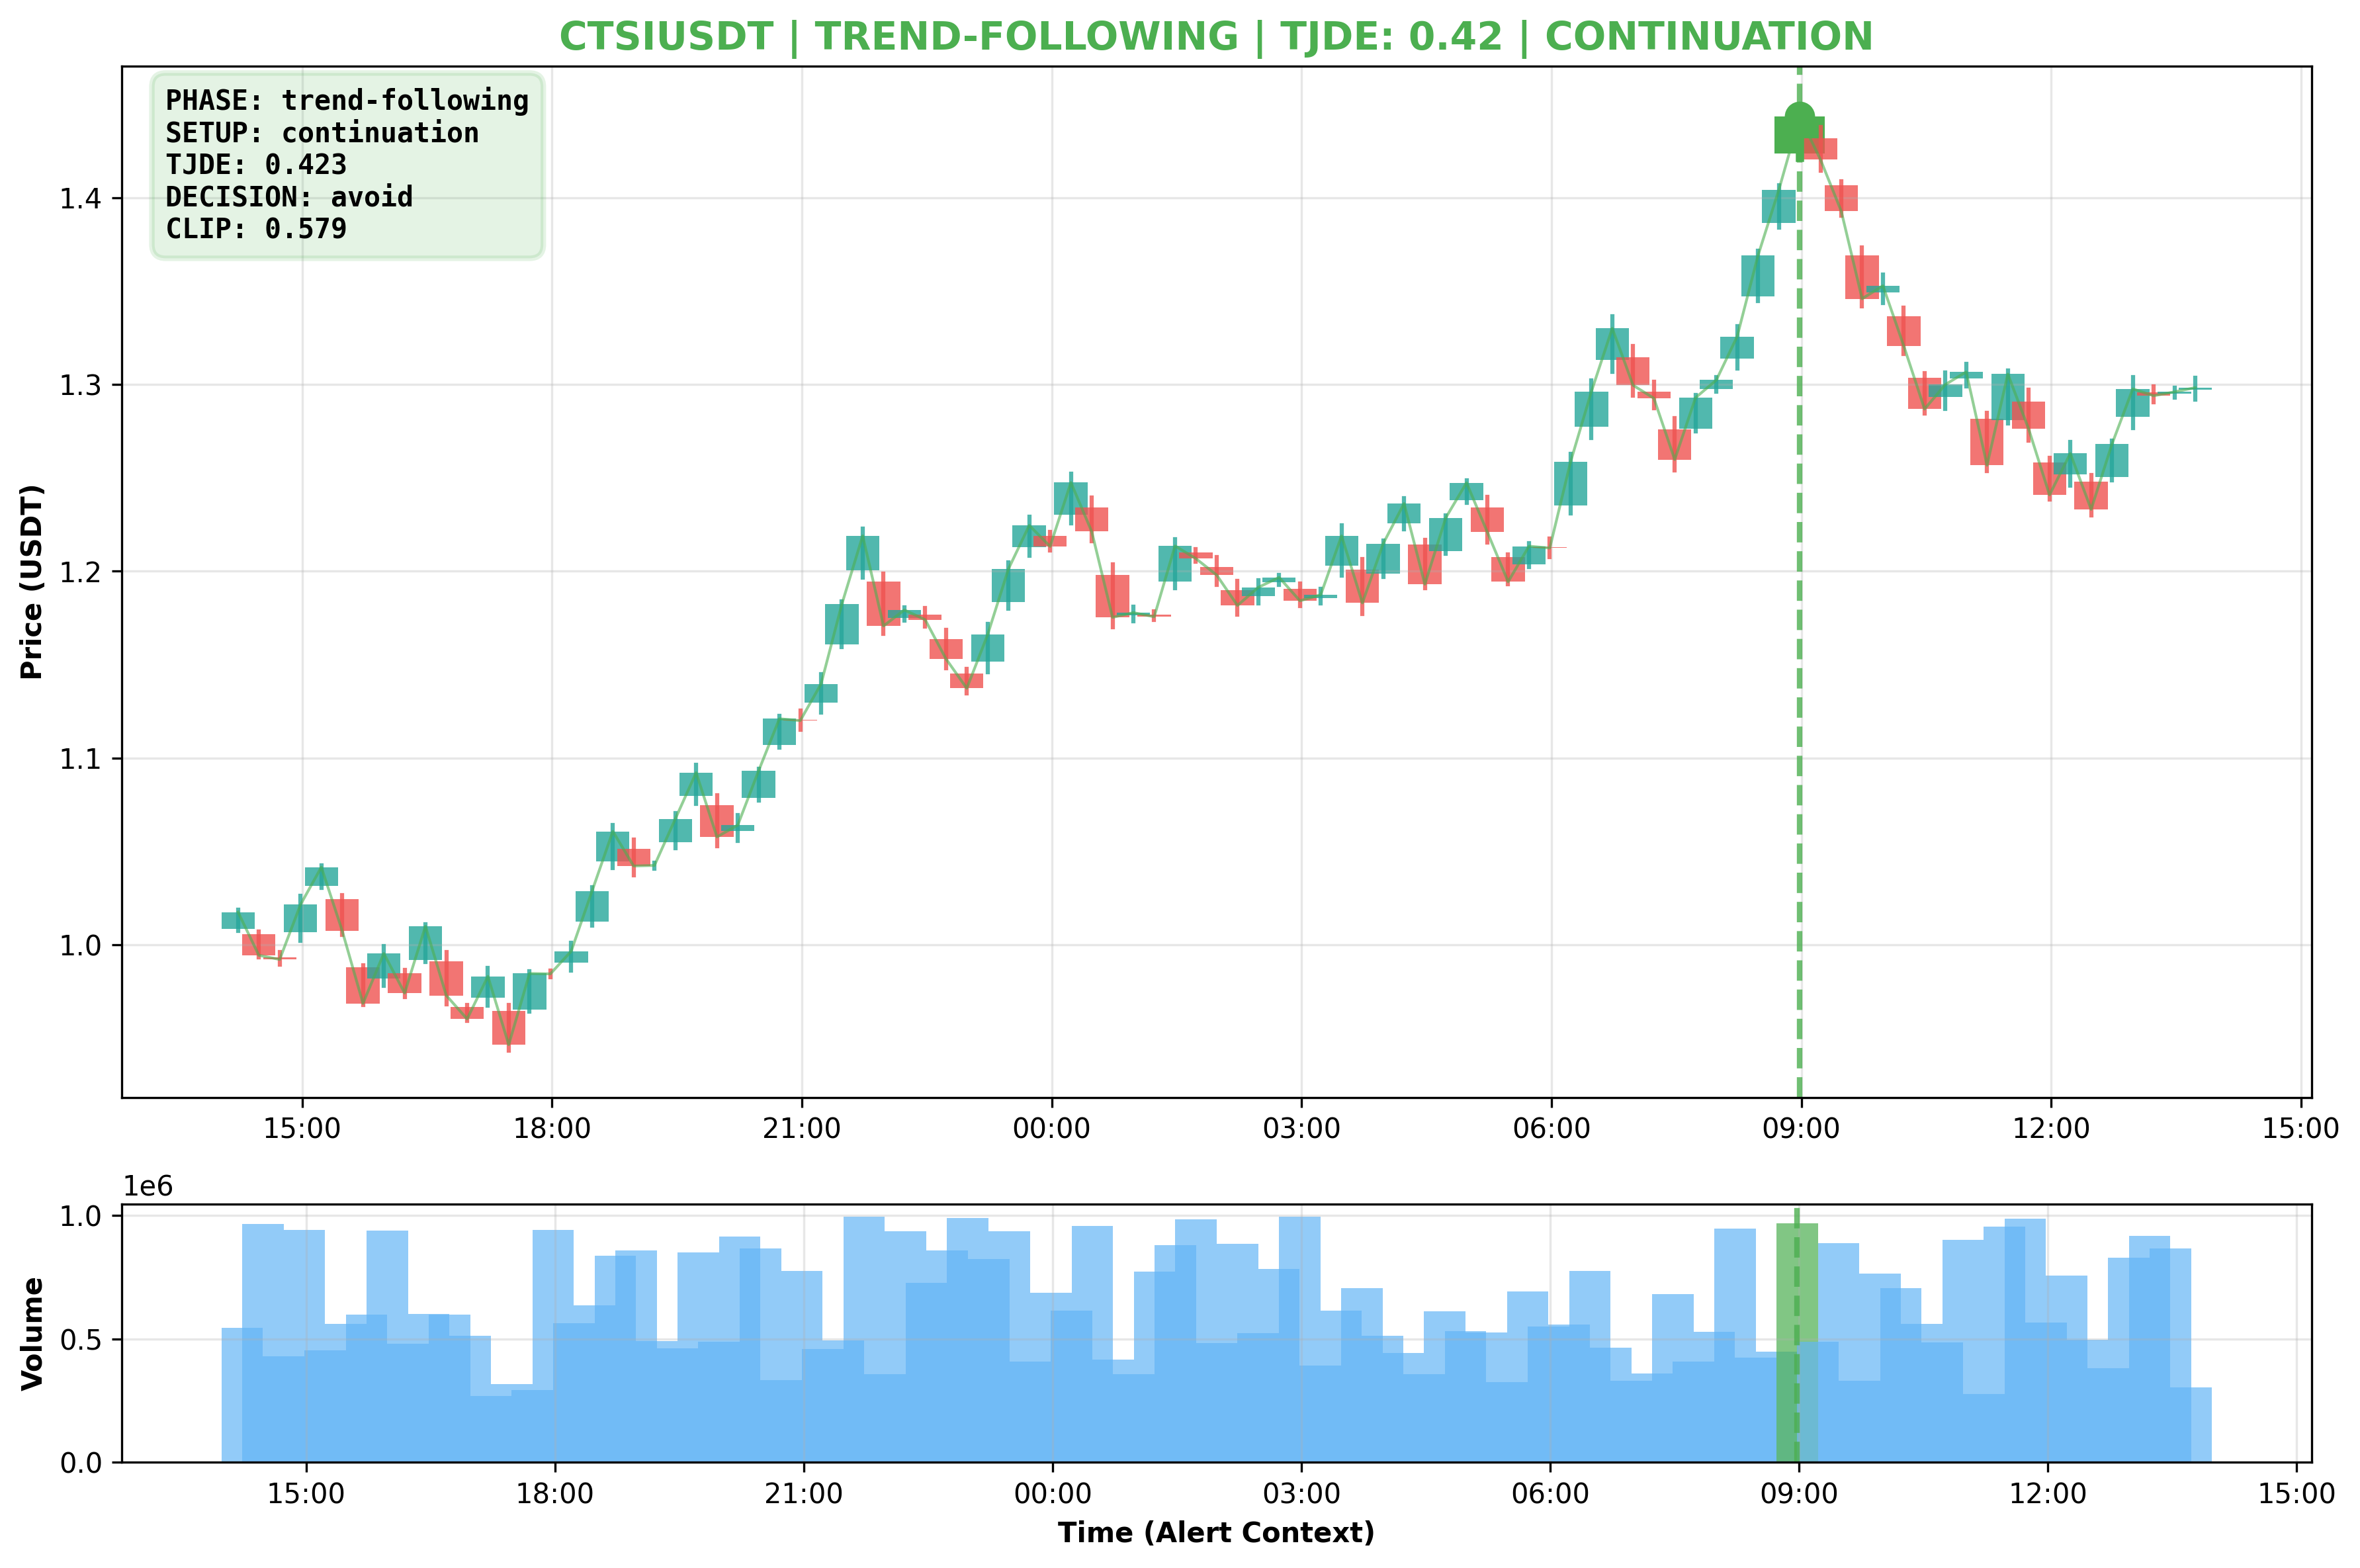 CTSIUSDT | TREND-FOLLOWING | TJDE: 0.42 | CONTINUATION
PHASE: trend-following
SETUP: continuation
TJDE: 0.423
DECISION: avoid
CLIP: 0.579
Price (USDT)
1.4
1.3
1.2
1.1
1.0
15:00 18:00 21:00 00:00 03:00 06:00 09:00 12:00 15:00
1e6
Volume
1.0
0.5
0.0
15:00 18:00 21:00 00:00 03:00 06:00 09:00 12:00 15:00
Time (Alert Context)